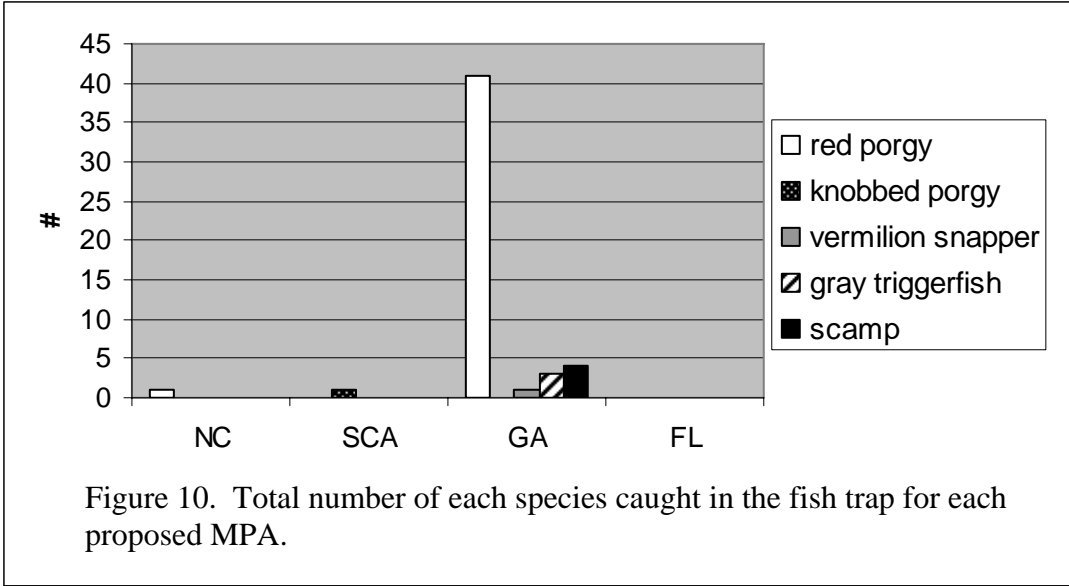 45
40
35
30
25
20
15
10
5
0
#
NC SCA GA FL
red porgy
knobbed porgy
vermilion snapper
gray triggerfish
scamp
Figure 10. Total number of each species caught in the fish trap for each
proposed MPA.